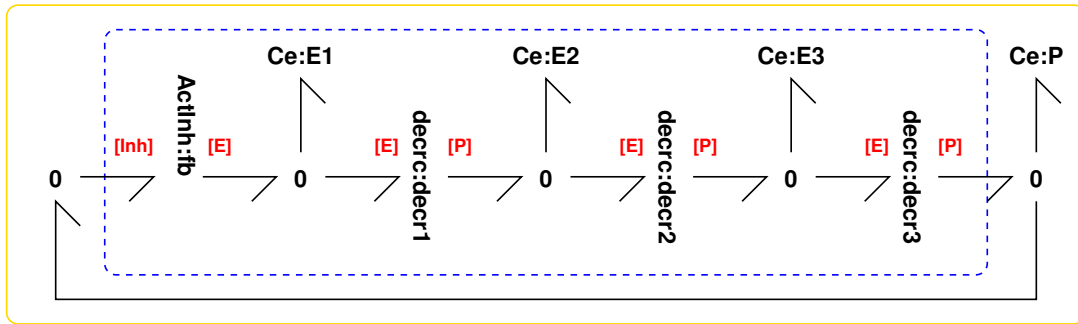 Ce:E1
Ce:E2
Ce:E3
Ce:P
ActInh:fb
[Inh]
[E]
[E]
[P]
[E]
[P]
[E]
[P]
decrc:decr1
decrc:decr2
decrc:decr3
0
0
0
0
0